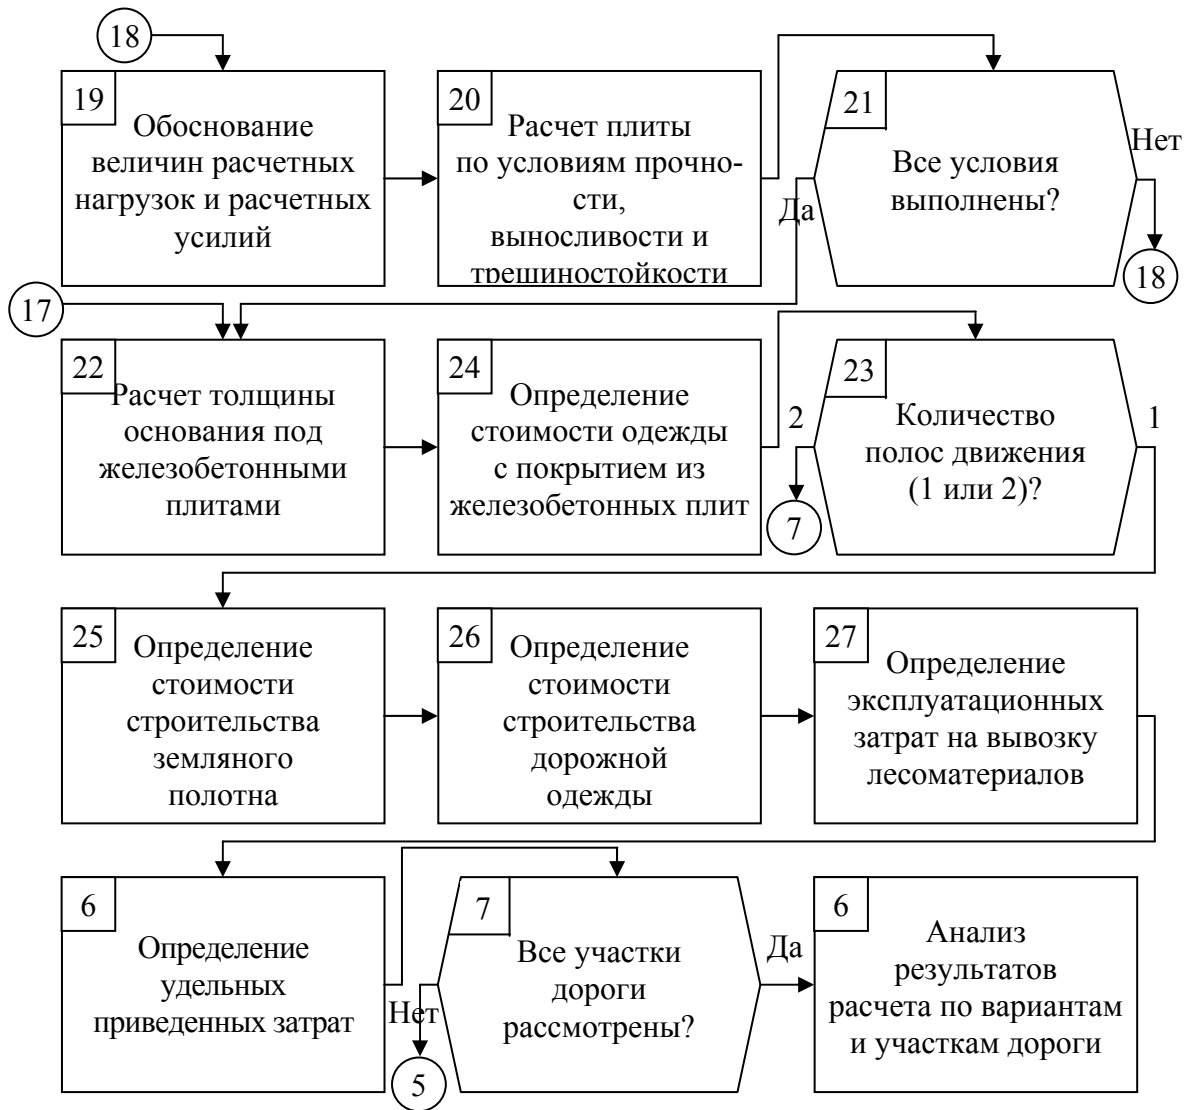 18
19
Обоснование
величин расчетных
нагрузок и расчетных
усилий
20
Расчет плиты
по условиям прочно-
сти,
выносливости и
трешиностойкости
21
Все условия
выполнены?
Да
Нет
18
17
22
Расчет толщины
основания под
железобетонными
плитами
24
Определение
стоимости одежды
с покрытием из
железобетонных плит
23
Количество
полос движения
(1 или 2)?
2
1
7
25
Определение
стоимости
строительства
земляного
полотна
26
Определение
стоимости
строительства
дорожной
одежды
27
Определение
эксплуатационных
затрат на вывозку
лесоматериалов
6
Определение
удельных
приведенных затрат
7
Все участки
дороги
рассмотрены?
Нет
Да
5
6
Анализ
результатов
расчета по вариантам
и участкам дороги